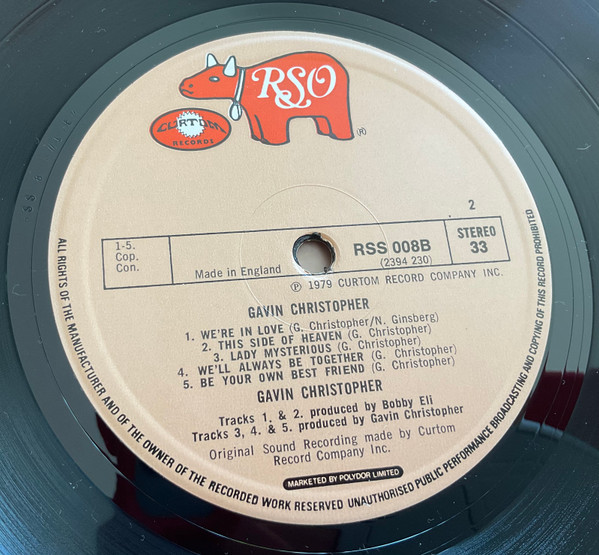 RSO
®
CURTOM
RECORDS
2
1-5.
Cop.
Con.
Made in England
RSS 008B
(2394 230)
STEREO
33
℗ 1979 CURTOM RECORD COMPANY INC.
GAVIN CHRISTOPHER
1. WE'RE IN LOVE (G. Christopher/N. Ginsberg)
2. THIS SIDE OF HEAVEN (G. Christopher)
3. LADY MYSTERIOUS (G. Christopher)
4. WE'LL ALWAYS BE TOGETHER (G. Christopher)
5. BE YOUR OWN BEST FRIEND (G. Christopher)
GAVIN CHRISTOPHER
Tracks 1. & 2. produced by Bobby Eli
Tracks 3, 4. & 5. produced by Gavin Christopher
Original Sound Recording made by Curtom
Record Company Inc.
MARKETED BY POLYDOR LIMITED
ALL RIGHTS OF THE MANUFACTURER AND OF THE OWNER OF THE RECORDED WORK RESERVED UNAUTHORISED PUBLIC PERFORMANCE BROADCASTING AND COPYING OF THIS RECORD PROHIBITED